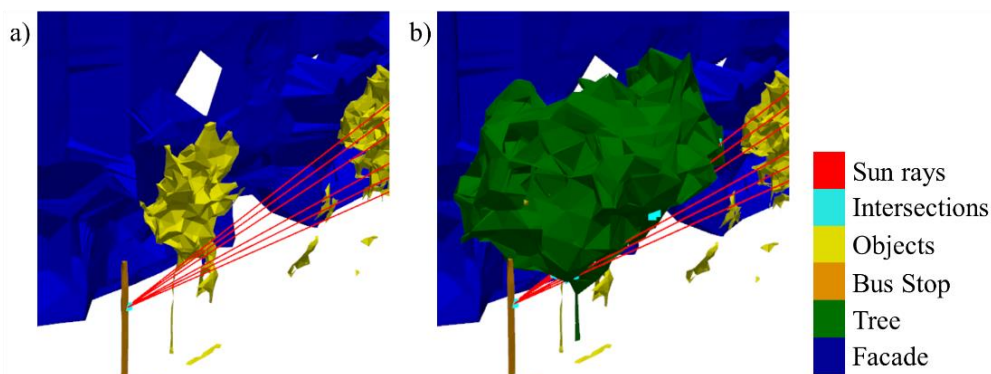 a)
b)
Sun rays
Intersections
Objects
Bus Stop
Tree
Facade